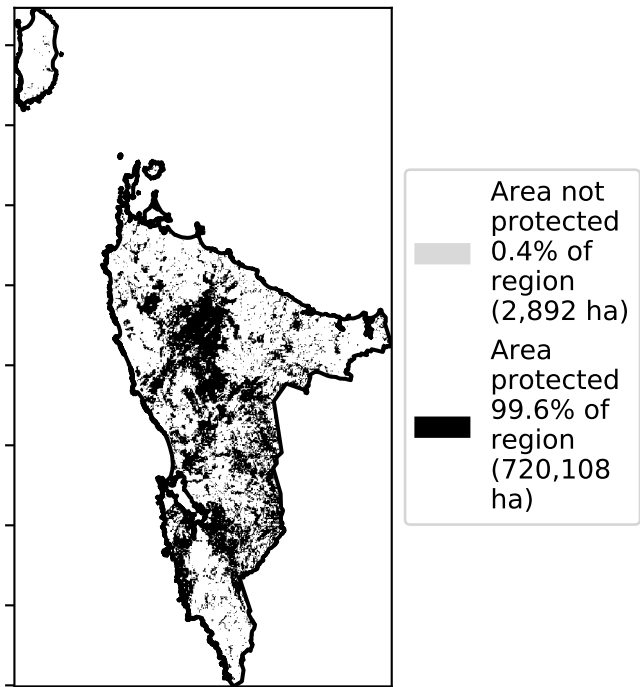 Area not
protected
0.4% of
region
(2,892 ha)
Area
protected
99.6% of
region
(720,108
ha)